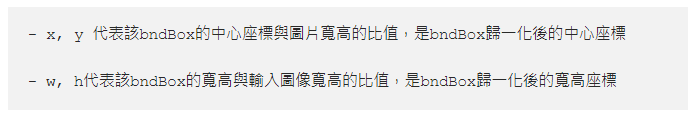 - x, y 代表該bndBox的中心座標與圖片寬高的比值，是bndBox歸一化後的中心座標
- w, h代表該bndBox的寬高與輸入圖像寬高的比值，是bndBox歸一化後的寬高座標